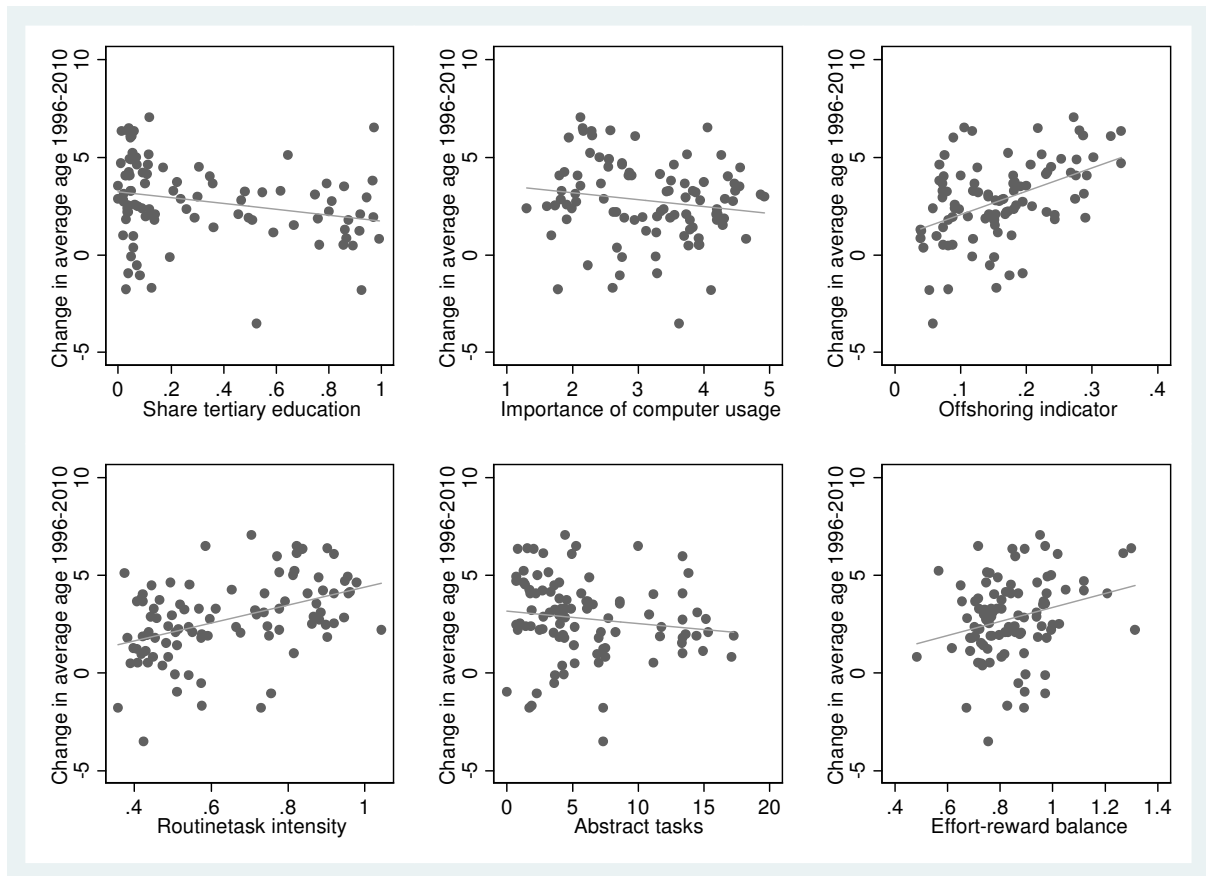 Change in average age 1996-2010
10
5
0
-5
0 .2 .4 .6 .8 1
Share tertiary education
Change in average age 1996-2010
10
5
0
-5
1 2 3 4 5
Importance of computer usage
Change in average age 1996-2010
10
5
0
-5
0 .1 .2 .3 .4
Offshoring indicator
Change in average age 1996-2010
10
5
0
-5
.4 .6 .8 1
Routinetask intensity
Change in average age 1996-2010
10
5
0
-5
0 5 10 15 20
Abstract tasks
Change in average age 1996-2010
10
5
0
-5
.4 .6 .8 1 1.2 1.4
Effort-reward balance